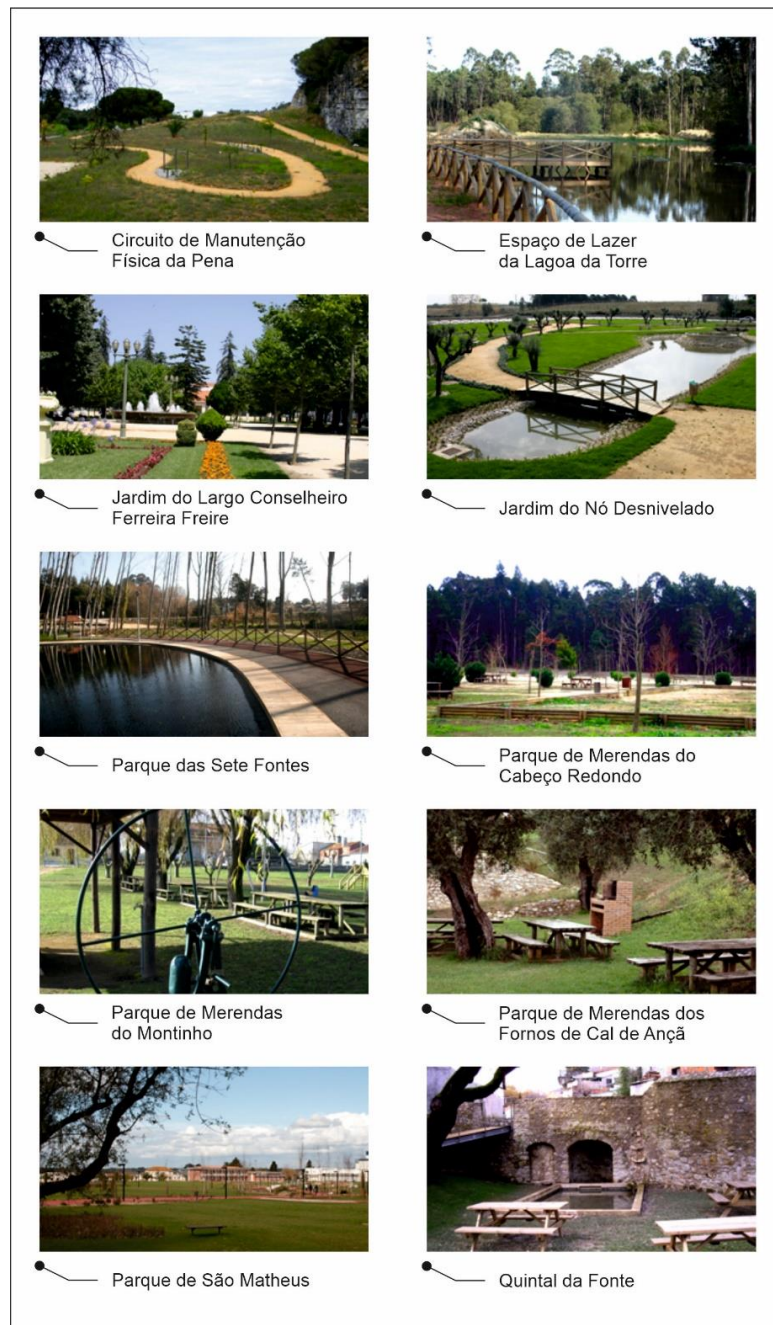 Circuito de Manutenção
Física da Pena
Espaço de Lazer
da Lagoa da Torre
Jardim do Largo Conselheiro
Ferreira Freire
Jardim do Nó Desnivelado
Parque das Sete Fontes
Parque de Merendas do
Cabeço Redondo
Parque de Merendas
do Montinho
Parque de Merendas dos
Fornos de Cal de Ançã
Parque de São Matheus
Quintal da Fonte